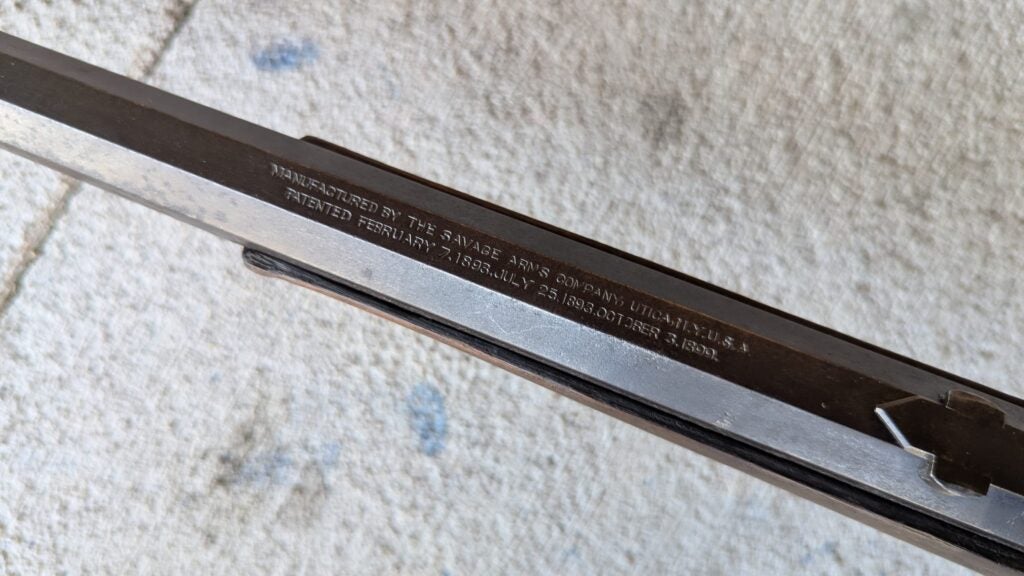 MANUFACTURED BY THE SAVAGE ARMS COMPANY, UTICA.N.Y.U.S.A
PATENTED FEBRUARY 7.1893.JULY 25.1893.OCTOBER 3.1899.